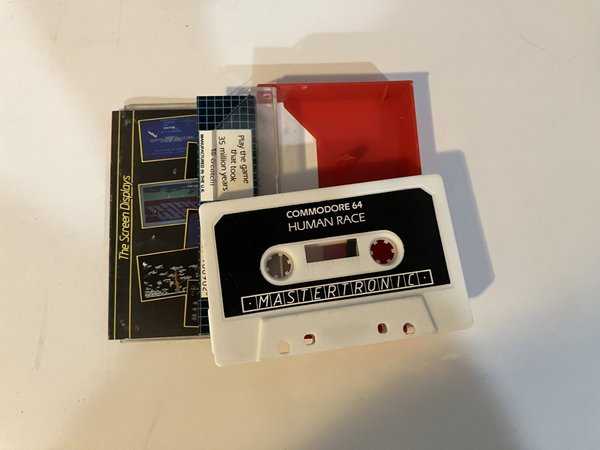 The Screen Displays
Play the game
that took
35 million years
MANUFACTURED IN THE U.K.
COMMODORE 64
HUMAN RACE
MASTERTRONIC